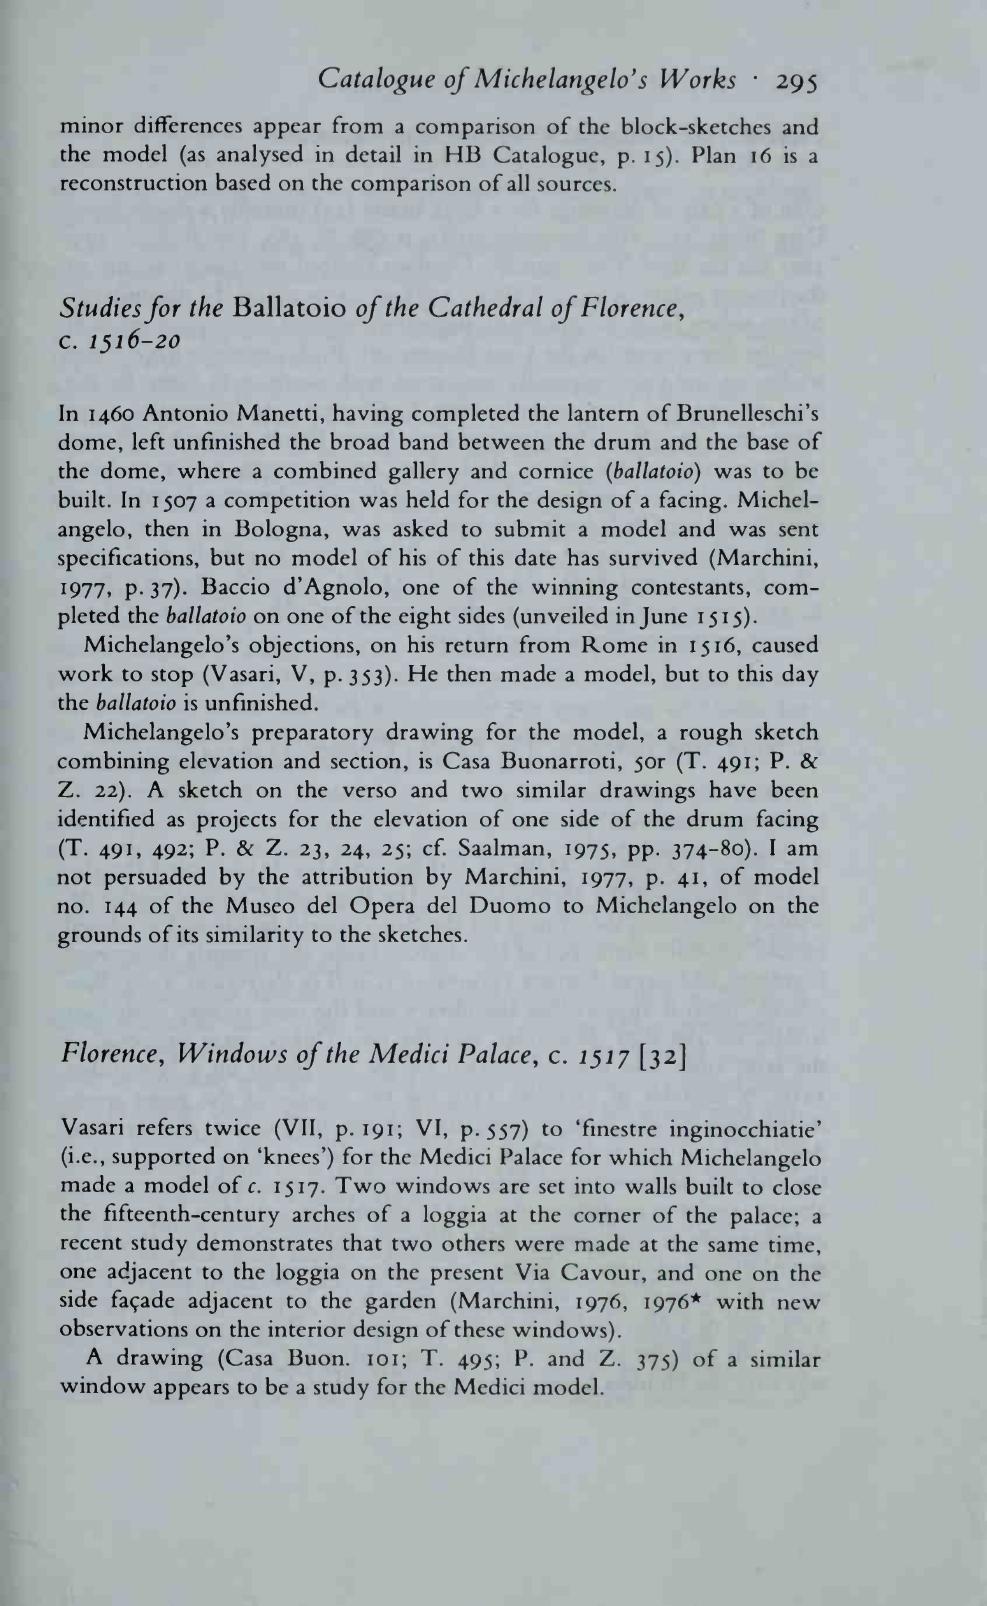 Catalogue of Michelangelo's Works · 295
minor differences appear from a comparison of the block-sketches and
the model (as analysed in detail in HB Catalogue, p. 15). Plan 16 is a
reconstruction based on the comparison of all sources.
Studies for the Ballatoio of the Cathedral of Florence,
c. 1516–20
In 1460 Antonio Manetti, having completed the lantern of Brunelleschi's
dome, left unfinished the broad band between the drum and the base of
the dome, where a combined gallery and cornice (ballatoio) was to be
built. In 1507 a competition was held for the design of a facing. Michel-
angelo, then in Bologna, was asked to submit a model and was sent
specifications, but no model of his of this date has survived (Marchini,
1977, p. 37). Baccio d'Agnolo, one of the winning contestants, com-
pleted the ballatoio on one of the eight sides (unveiled in June 1515).
Michelangelo's objections, on his return from Rome in 1516, caused
work to stop (Vasari, V, p. 353). He then made a model, but to this day
the ballatoio is unfinished.
Michelangelo's preparatory drawing for the model, a rough sketch
combining elevation and section, is Casa Buonarroti, 50r (T. 491; P. &
Z. 22). A sketch on the verso and two similar drawings have been
identified as projects for the elevation of one side of the drum facing
(T. 491, 492; P. & Z. 23, 24, 25; cf. Saalman, 1975, pp. 374–80). I am
not persuaded by the attribution by Marchini, 1977, p. 41, of model
no. 144 of the Museo del Opera del Duomo to Michelangelo on the
grounds of its similarity to the sketches.
Florence, Windows of the Medici Palace, c. 1517 [32]
Vasari refers twice (VII, p. 191; VI, p. 557) to 'finestre inginocchiatie'
(i.e., supported on 'knees') for the Medici Palace for which Michelangelo
made a model of c. 1517. Two windows are set into walls built to close
the fifteenth-century arches of a loggia at the corner of the palace; a
recent study demonstrates that two others were made at the same time,
one adjacent to the loggia on the present Via Cavour, and one on the
side façade adjacent to the garden (Marchini, 1976, 1976* with new
observations on the interior design of these windows).
A drawing (Casa Buon. 101; T. 495; P. and Z. 375) of a similar
window appears to be a study for the Medici model.